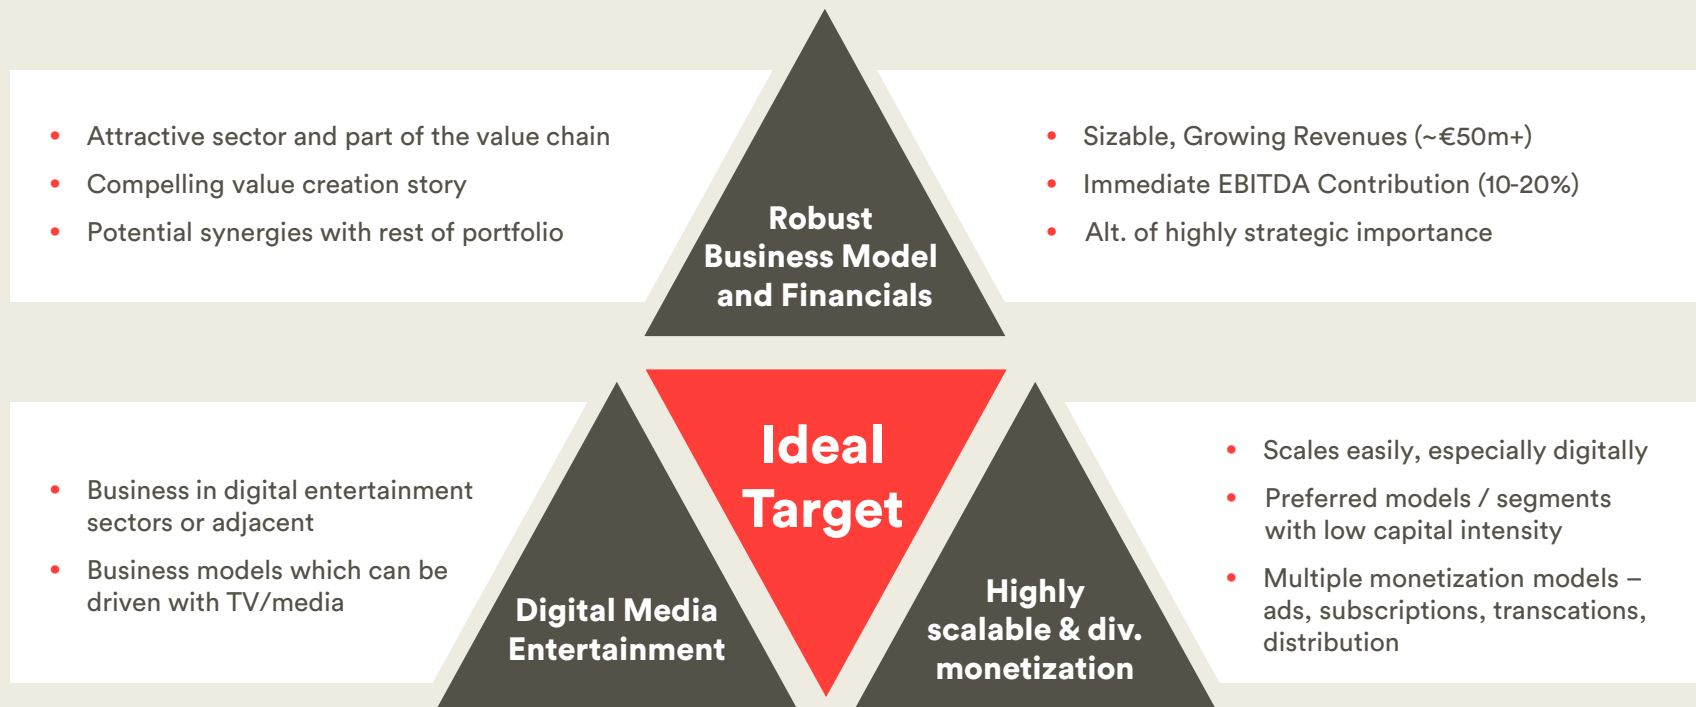 • Attractive sector and part of the value chain
• Compelling value creation story
• Potential synergies with rest of portfolio
Robust
Business Model
and Financials
• Sizable, Growing Revenues (~€50m+)
• Immediate EBITDA Contribution (10-20%)
• Alt. of highly strategic importance
• Business in digital entertainment
sectors or adjacent
• Business models which can be
driven with TV/media
Digital Media
Entertainment
Ideal
Target
Highly
scalable & div.
monetization
• Scales easily, especially digitally
• Preferred models / segments
with low capital intensity
• Multiple monetization models –
ads, subscriptions, transcations,
distribution